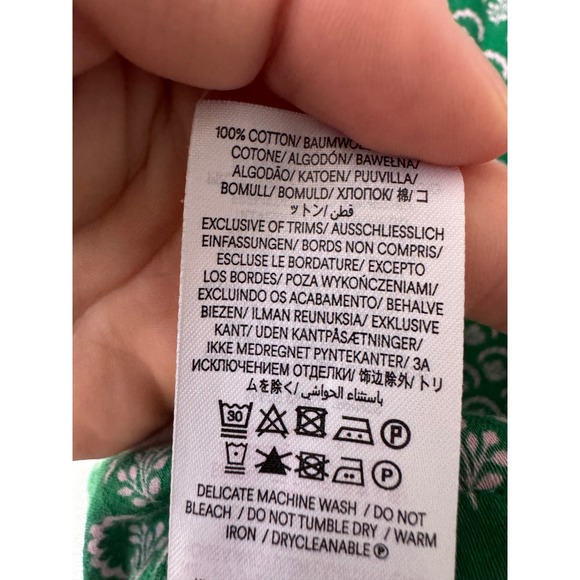 100% COTTON/ BAUMWOLLE/
COTONE/ ALGODÓN/ BAWEŁNA/
ALGODÃO/ KATOEN/ PUUVILLA/
BOMULL/ BOMULD/ ХЛОПОК/ 棉/ コ
ットン/ قطن/
EXCLUSIVE OF TRIMS/ AUSSCHLIESSLICH
EINFASSUNGEN/ BORDS NON COMPRIS/
ESCLUSE LE BORDATURE/ EXCEPTO
LOS BORDES/ POZA WYKOŃCZENIAMI/
EXCLUINDO OS ACABAMENTO/ BEHALVE
BIEZEN/ ILMAN REUNUKSIA/ EXKLUSIVE
KANT/ UDEN KANTPÅSÆTNINGER/
IKKE MEDREGNET PYNTEKANTER/ ЗА
ИСКЛЮЧЕНИЕМ ОТДЕЛКИ/ 饰边除外/ トリ
ムを除く/ باستثناء الحواشي/
30 P
P
DELICATE MACHINE WASH / DO NOT
BLEACH / DO NOT TUMBLE DRY / WARM
IRON / DRYCLEANABLE Ⓟ